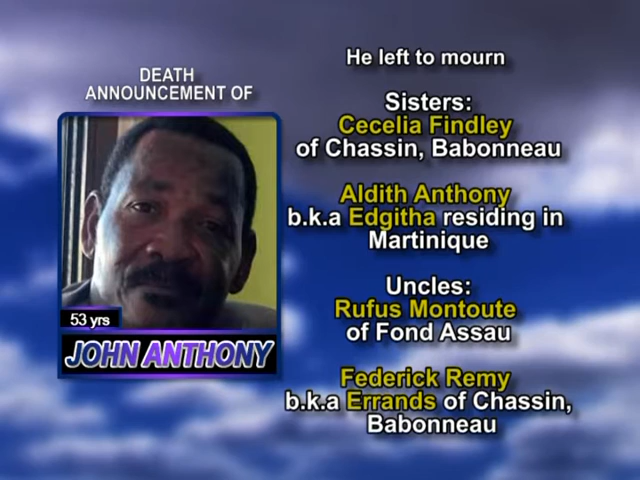 DEATH
ANNOUNCEMENT OF
53 yrs
JOHN ANTHONY
He left to mourn
Sisters:
Cecelia Findley
of Chassin, Babonneau
Aldith Anthony
b.k.a Edgitha residing in
Martinique
Uncles:
Rufus Montoute
of Fond Assau
Federick Remy
b.k.a Errands of Chassin,
Babonneau